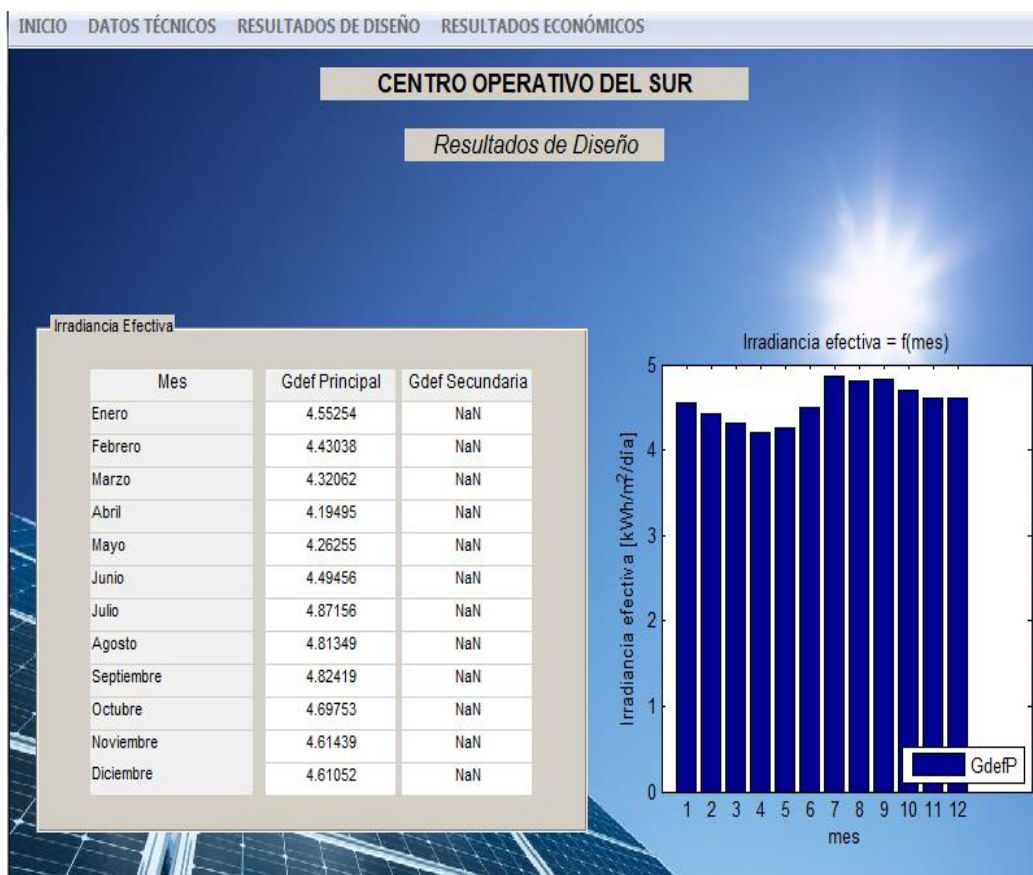 INICIO DATOS TÉCNICOS RESULTADOS DE DISEÑO RESULTADOS ECONÓMICOS
CENTRO OPERATIVO DEL SUR
Resultados de Diseño
Irradiancia Efectiva
Mes Gdef Principal Gdef Secundaria
Enero 4.55254 NaN
Febrero 4.43038 NaN
Marzo 4.32062 NaN
Abril 4.19495 NaN
Mayo 4.26255 NaN
Junio 4.49456 NaN
Julio 4.87156 NaN
Agosto 4.81349 NaN
Septiembre 4.82419 NaN
Octubre 4.69753 NaN
Noviembre 4.61439 NaN
Diciembre 4.61052 NaN
Irradiancia efectiva = f(mes)
Irradiancia efectiva [kWh/m²/día]
5
4
3
2
1
0
GdefP
1 2 3 4 5 6 7 8 9 10 11 12
mes